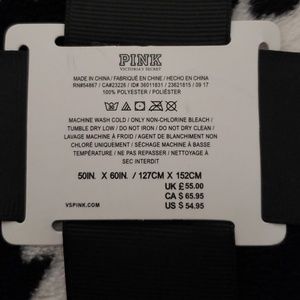 PINK
VICTORIA'S SECRET
MADE IN CHINA / FABRIQUÉ EN CHINE / HECHO EN CHINA
RN#54867 / CA#23226 / ID# 36011831 / 23621815 / 09 17
100% POLYESTER / POLIÉSTER
MACHINE WASH COLD / ONLY NON-CHLORINE BLEACH /
TUMBLE DRY LOW / DO NOT IRON / DO NOT DRY CLEAN /
LAVAGE MACHINE À FROID / AGENT DE BLANCHIMENT NON
CHLORÉ UNIQUEMENT / SÉCHAGE MACHINE À BASSE
TEMPÉRATURE / NE PAS REPASSER / NETTOYAGE À
SEC INTERDIT
50IN. X 60IN. / 127CM X 152CM
UK £ 55.00
CA $ 65.95
VSPINK.COM US $ 54.95